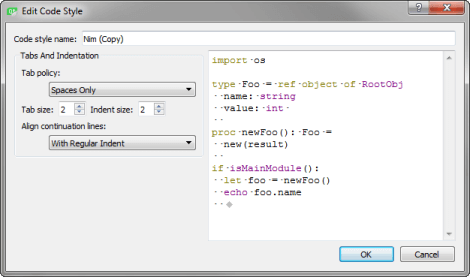 Edit Code Style
Code style name: Nim (Copy)
Tabs And Indentation
Tab policy:
Spaces Only
Tab size: 2 Indent size: 2
Align continuation lines:
With Regular Indent
import os
type Foo = ref object of RootObj
name: string
value: int
proc newFoo(): Foo =
new(result)
if isMainModule():
let foo = newFoo()
echo foo.name
OK Cancel